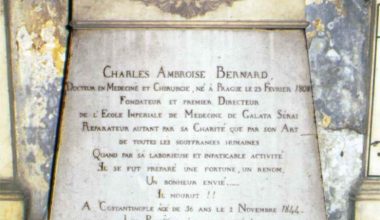 CHARLES AMBROISE BERNARD
DOCTEUR EN MÉDECINE ET CHIRURGIE, NÉ À PRAGUE LE 23 FÉVRIER 1808
FONDATEUR ET PREMIER DIRECTEUR
DE L'ÉCOLE IMPÉRIALE DE MÉDECINE DE GALATA SÉRAI
RÉPARATEUR AUTANT PAR SA CHARITÉ QUE PAR SON ART
DE TOUTES LES SOUFFRANCES HUMAINES
QUAND PAR SA LABORIEUSE ET INFATICABLE ACTIVITÉ
IL SE FUT PRÉPARÉ UNE FORTUNE, UN RENOM,
UN BONHEUR ENVIÉ.....
IL MOURUT !!
A CONSTANTINOPLE AGÉ DE 36 ANS LE 2 NOVEMBRE 1844